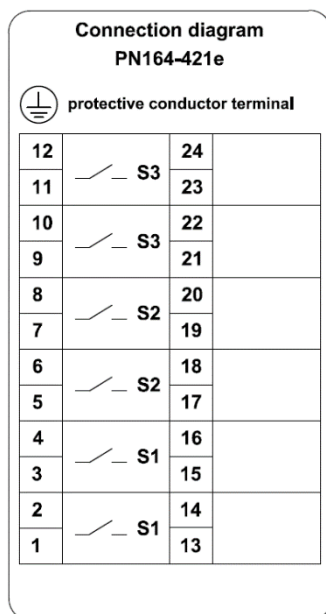 Connection diagram
PN164-421e
protective conductor terminal
12 24
S3
11 23
10 22
S3
9 21
8 20
S2
7 19
6 18
S2
5 17
4 16
S1
3 15
2 14
S1
1 13